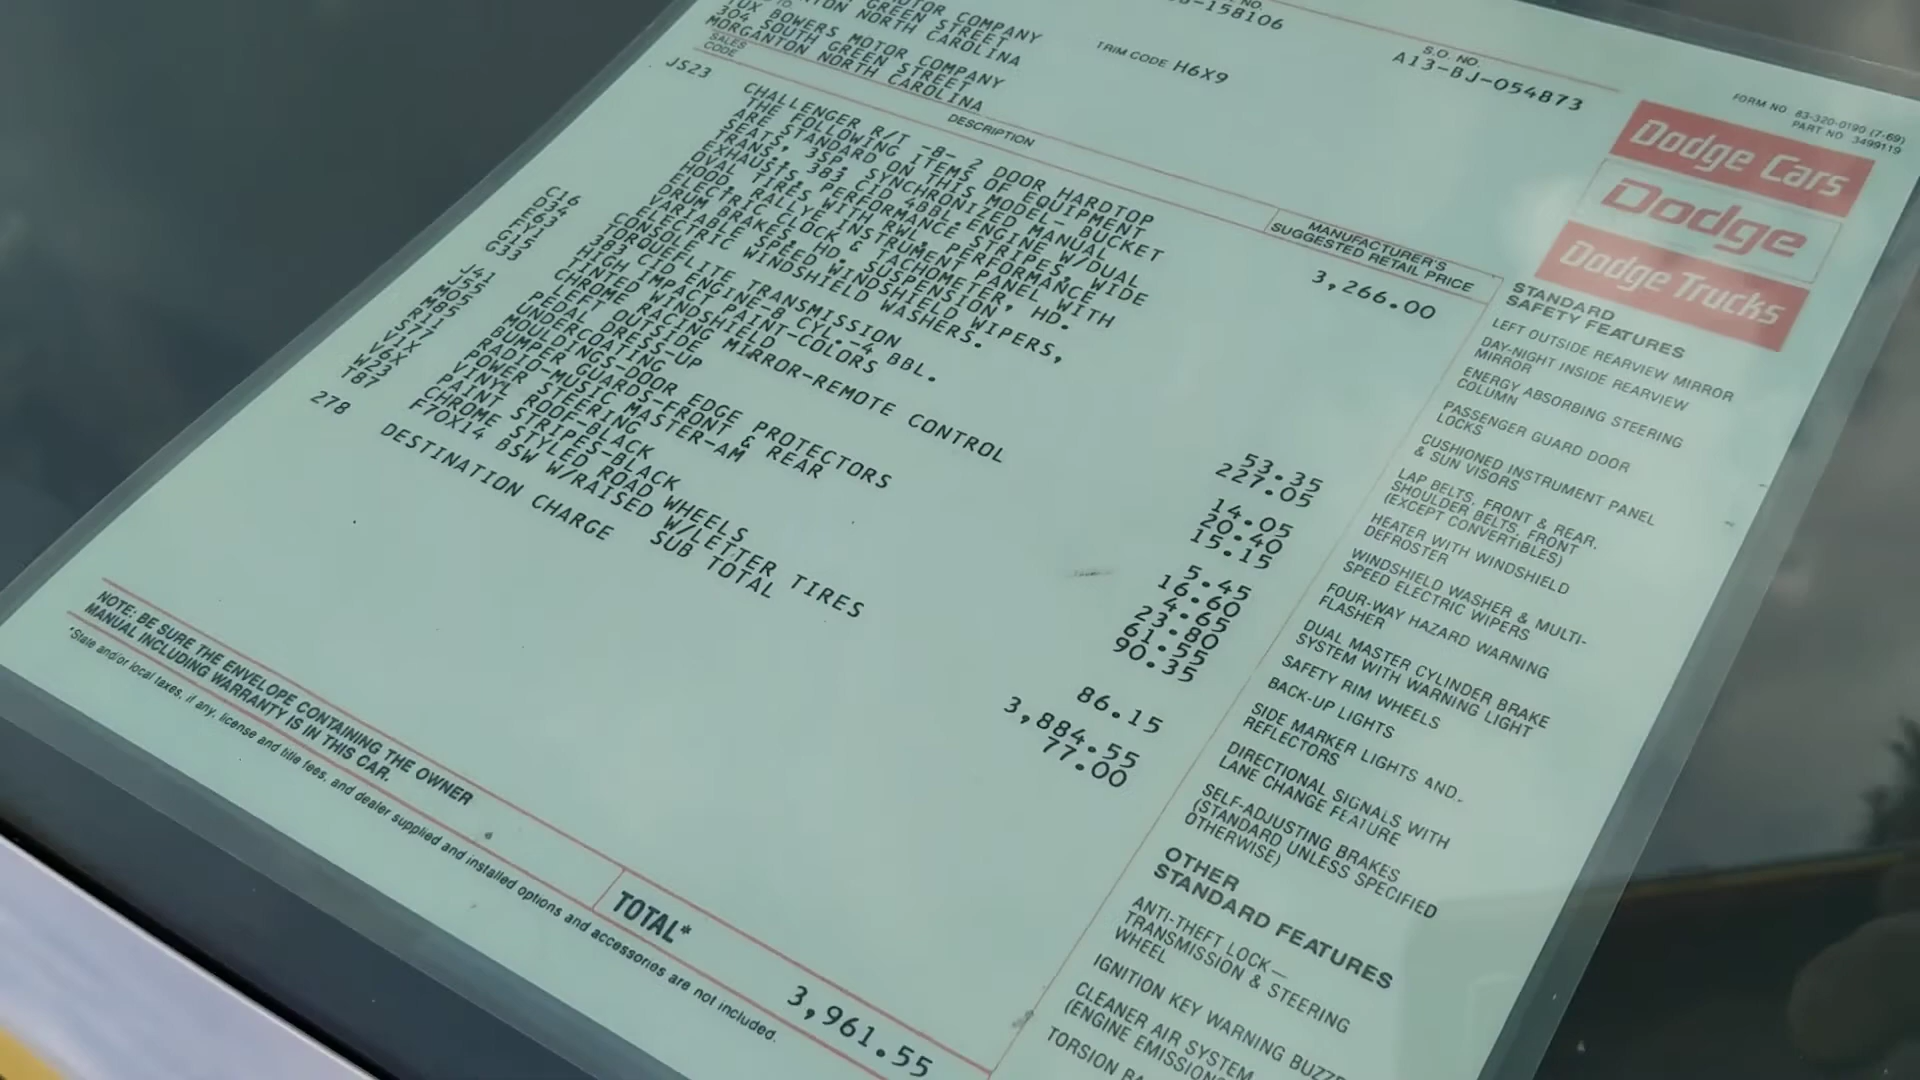 OTOR COMPANY
GREEN STREET
NTON NORTH CAROLINA
TUX BOWERS MOTOR COMPANY
304 SOUTH GREEN STREET
MORGANTON NORTH CAROLINA
NO.
-158106
TRIM CODE H6X9
S.O. NO.
A13-BJ-054873
FORM NO. 83-320-0190 (7-69)
PART NO. 3499119
SALES CODE
DESCRIPTION
MANUFACTURER'S
SUGGESTED RETAIL PRICE
JS23 CHALLENGER R/T -8- 2 DOOR HARDTOP 3,266.00
THE FOLLOWING ITEMS OF EQUIPMENT
ARE STANDARD ON THIS MODEL- BUCKET
SEATS, 3SP. SYNCHRONIZED MANUAL
TRANS, 383 CID 4BBL ENGINE W/DUAL
EXHAUSTS, PERFORMANCE STRIPES, WIDE
OVAL TIRES WITH RWL, PERFORMANCE
HOOD, RALLYE INSTRUMENT PANEL WITH
ELECTRIC CLOCK & TACHOMETER, HD.
DRUM BRAKES, HD. SUSPENSION,
VARIABLE SPEED WINDSHIELD WIPERS,
ELECTRIC WINDSHIELD WASHERS.
C16 CONSOLE 53.35
D34 TORQUEFLITE TRANSMISSION 227.05
E63 383 CID ENGINE-8 CYL.-4 BBL.
EY1 HIGH IMPACT PAINT-COLORS 14.05
G15 TINTED WINDSHIELD 20.40
G33 CHROME RACING MIRROR-REMOTE CONTROL 15.15
LEFT OUTSIDE
J41 PEDAL DRESS-UP 5.45
J55 UNDERCOATING 16.60
M05 MOULDINGS-DOOR EDGE PROTECTORS 4.65
M85 BUMPER GUARDS-FRONT & REAR 23.80
R11 RADIO-MUSIC MASTER-AM 61.55
S77 POWER STEERING 90.35
V1X VINYL ROOF-BLACK
V6X PAINT STRIPES-BLACK
W23 CHROME STYLED ROAD WHEELS 86.15
T87 F70X14 BSW W/RAISED W/LETTER TIRES
SUB TOTAL 3,884.55
278 DESTINATION CHARGE 77.00
NOTE: BE SURE THE ENVELOPE CONTAINING THE OWNER
MANUAL INCLUDING WARRANTY IS IN THIS CAR.
TOTAL* 3,961.55
*State and/or local taxes, if any, license and title fees, and dealer supplied and installed options and accessories are not included.
Dodge Cars
Dodge
Dodge Trucks
STANDARD
SAFETY FEATURES
LEFT OUTSIDE REARVIEW MIRROR
DAY-NIGHT INSIDE REARVIEW
MIRROR
ENERGY ABSORBING STEERING
COLUMN
PASSENGER GUARD DOOR
LOCKS
CUSHIONED INSTRUMENT PANEL
& SUN VISORS
LAP BELTS, FRONT & REAR.
SHOULDER BELTS, FRONT
(EXCEPT CONVERTIBLES)
HEATER WITH WINDSHIELD
DEFROSTER
WINDSHIELD WASHER & MULTI-
SPEED ELECTRIC WIPERS
FOUR-WAY HAZARD WARNING
FLASHER
DUAL MASTER CYLINDER BRAKE
SYSTEM WITH WARNING LIGHT
SAFETY RIM WHEELS
BACK-UP LIGHTS
SIDE MARKER LIGHTS AND
REFLECTORS
DIRECTIONAL SIGNALS WITH
LANE CHANGE FEATURE
SELF-ADJUSTING BRAKES
(STANDARD UNLESS SPECIFIED
OTHERWISE)
OTHER
STANDARD FEATURES
ANTI-THEFT LOCK—
TRANSMISSION & STEERING
WHEEL
IGNITION KEY WARNING BUZZE
CLEANER AIR SYSTEM
(ENGINE EMISSION
TORSION BA